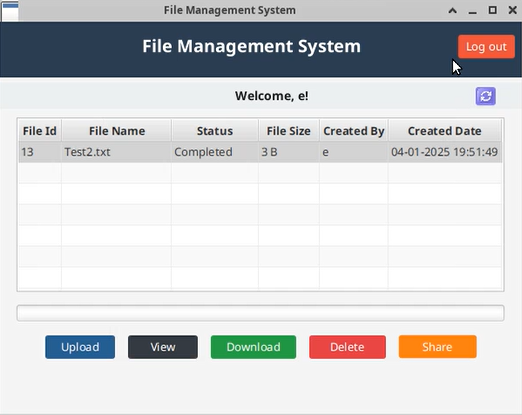 File Management System
File Management System
Log out
Welcome, e!
File Id File Name Status File Size Created By Created Date
13 Test2.txt Completed 3 B e 04-01-2025 19:51:49
Upload View Download Delete Share